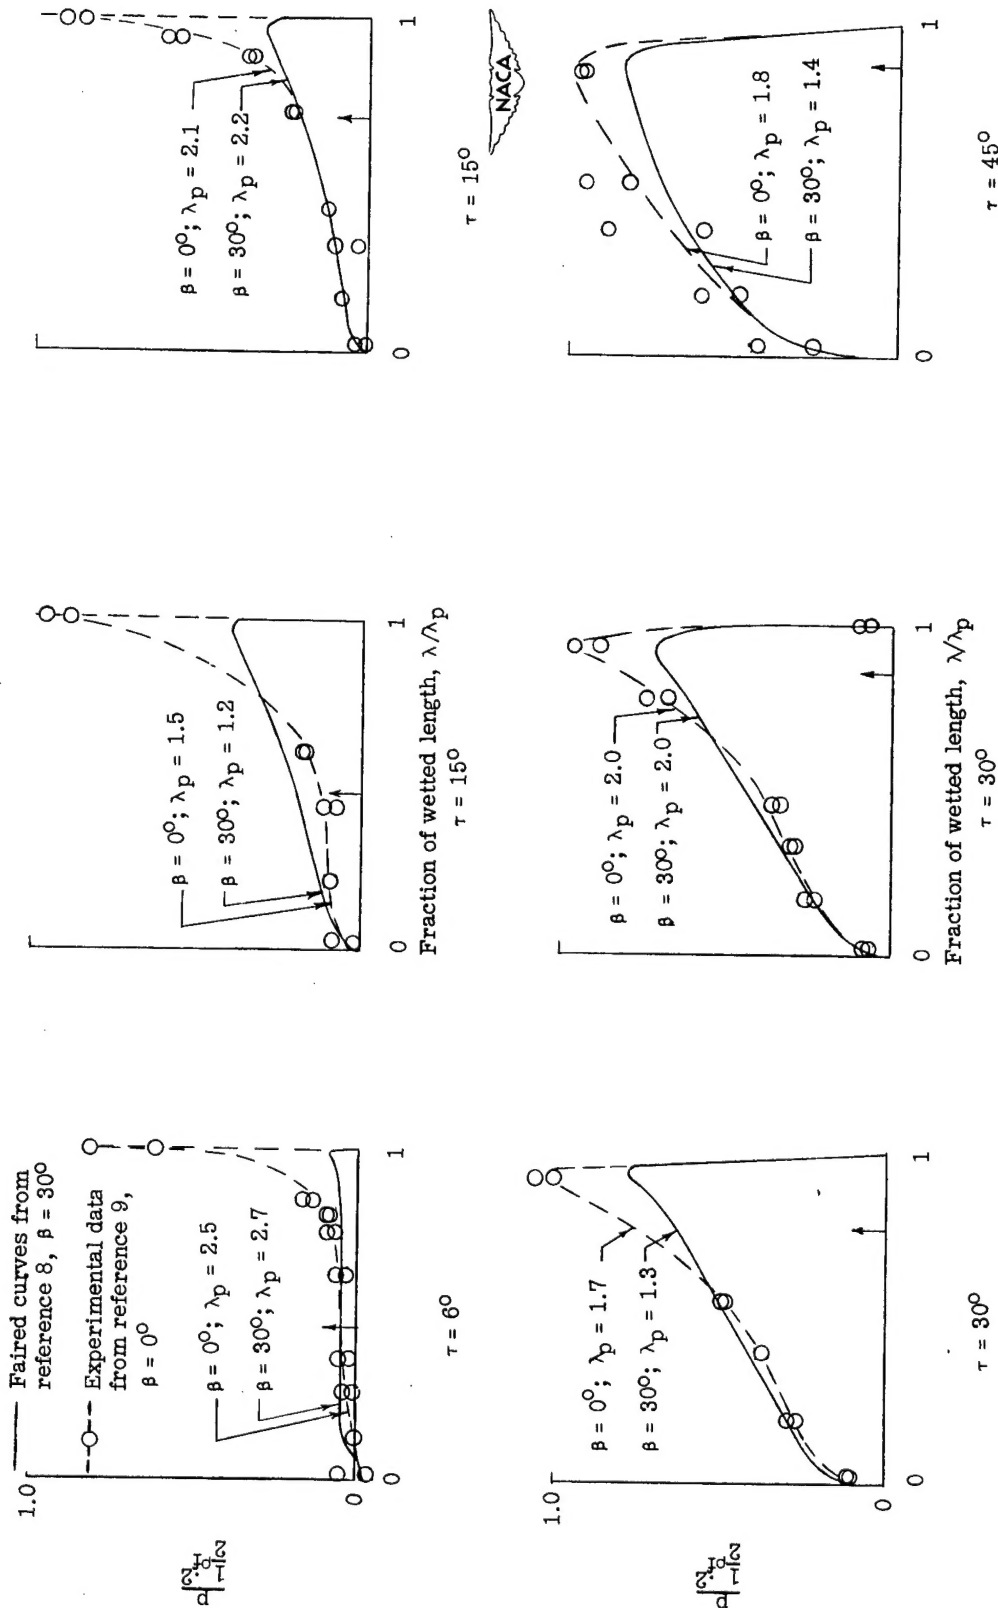 Faired curves from
reference 8, β = 30°
Experimental data
from reference 9,
β = 0°
1.0
0
β = 0°; λp = 2.5
β = 30°; λp = 2.7
0
1
τ = 6°
β = 0°; λp = 1.5
β = 30°; λp = 1.2
0
1
Fraction of wetted length, λ/λp
τ = 15°
β = 0°; λp = 2.1
β = 30°; λp = 2.2
0
1
τ = 15°
NACA
1.0
0
β = 0°; λp = 1.7
β = 30°; λp = 1.3
0
1
τ = 30°
β = 0°; λp = 2.0
β = 30°; λp = 2.0
0
1
Fraction of wetted length, λ/λp
τ = 30°
β = 0°; λp = 1.8
β = 30°; λp = 1.4
0
1
τ = 45°